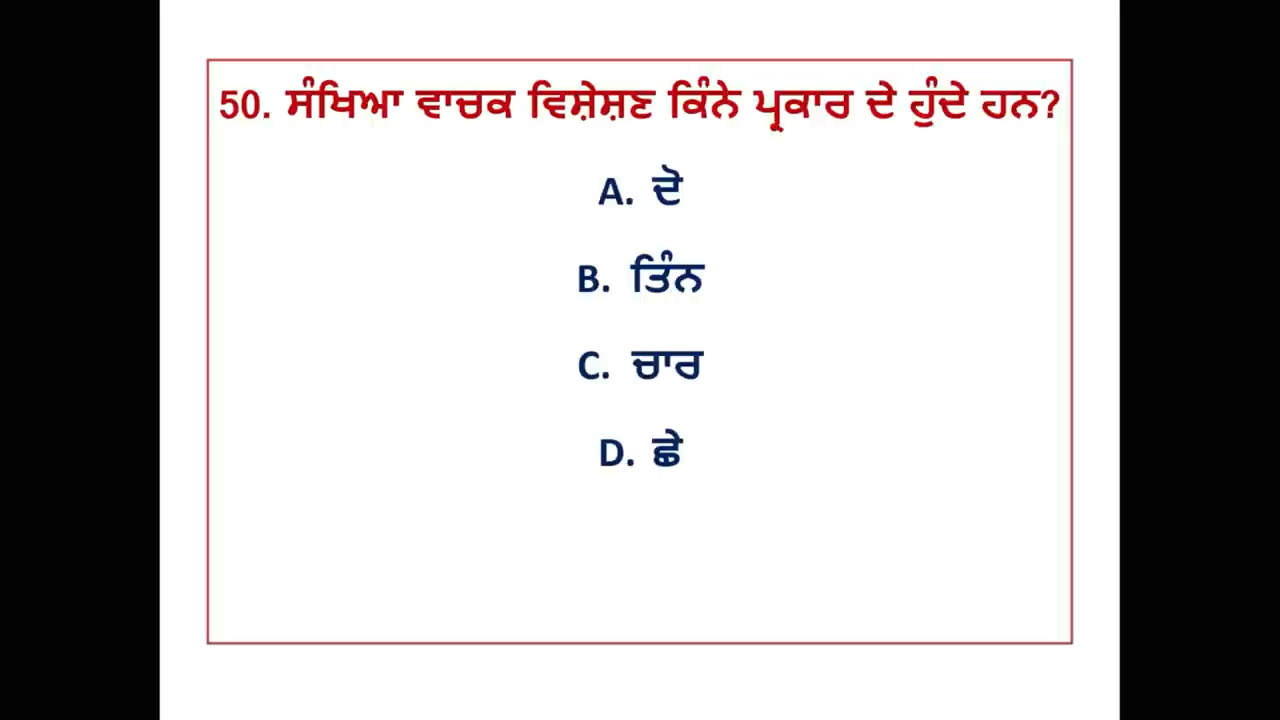 50. ਸੰਖਿਆ ਵਾਚਕ ਵਿਸ਼ੇਸ਼ਣ ਕਿੰਨੇ ਪ੍ਰਕਾਰ ਦੇ ਹੁੰਦੇ ਹਨ?
A. ਦੋ
B. ਤਿੰਨ
C. ਚਾਰ
D. ਛੇ